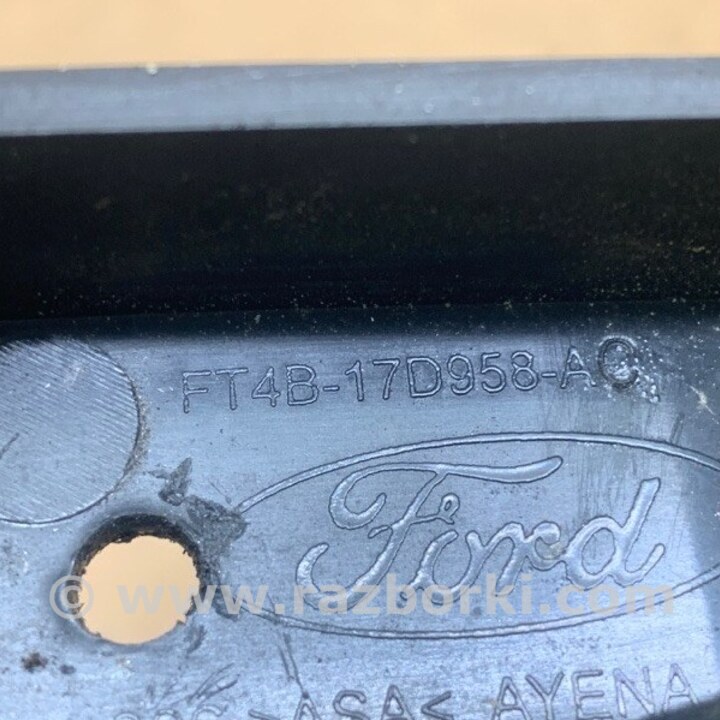 FT4B-17D958-AC
Ford
© www.razborki.com
>ASA< AYENA